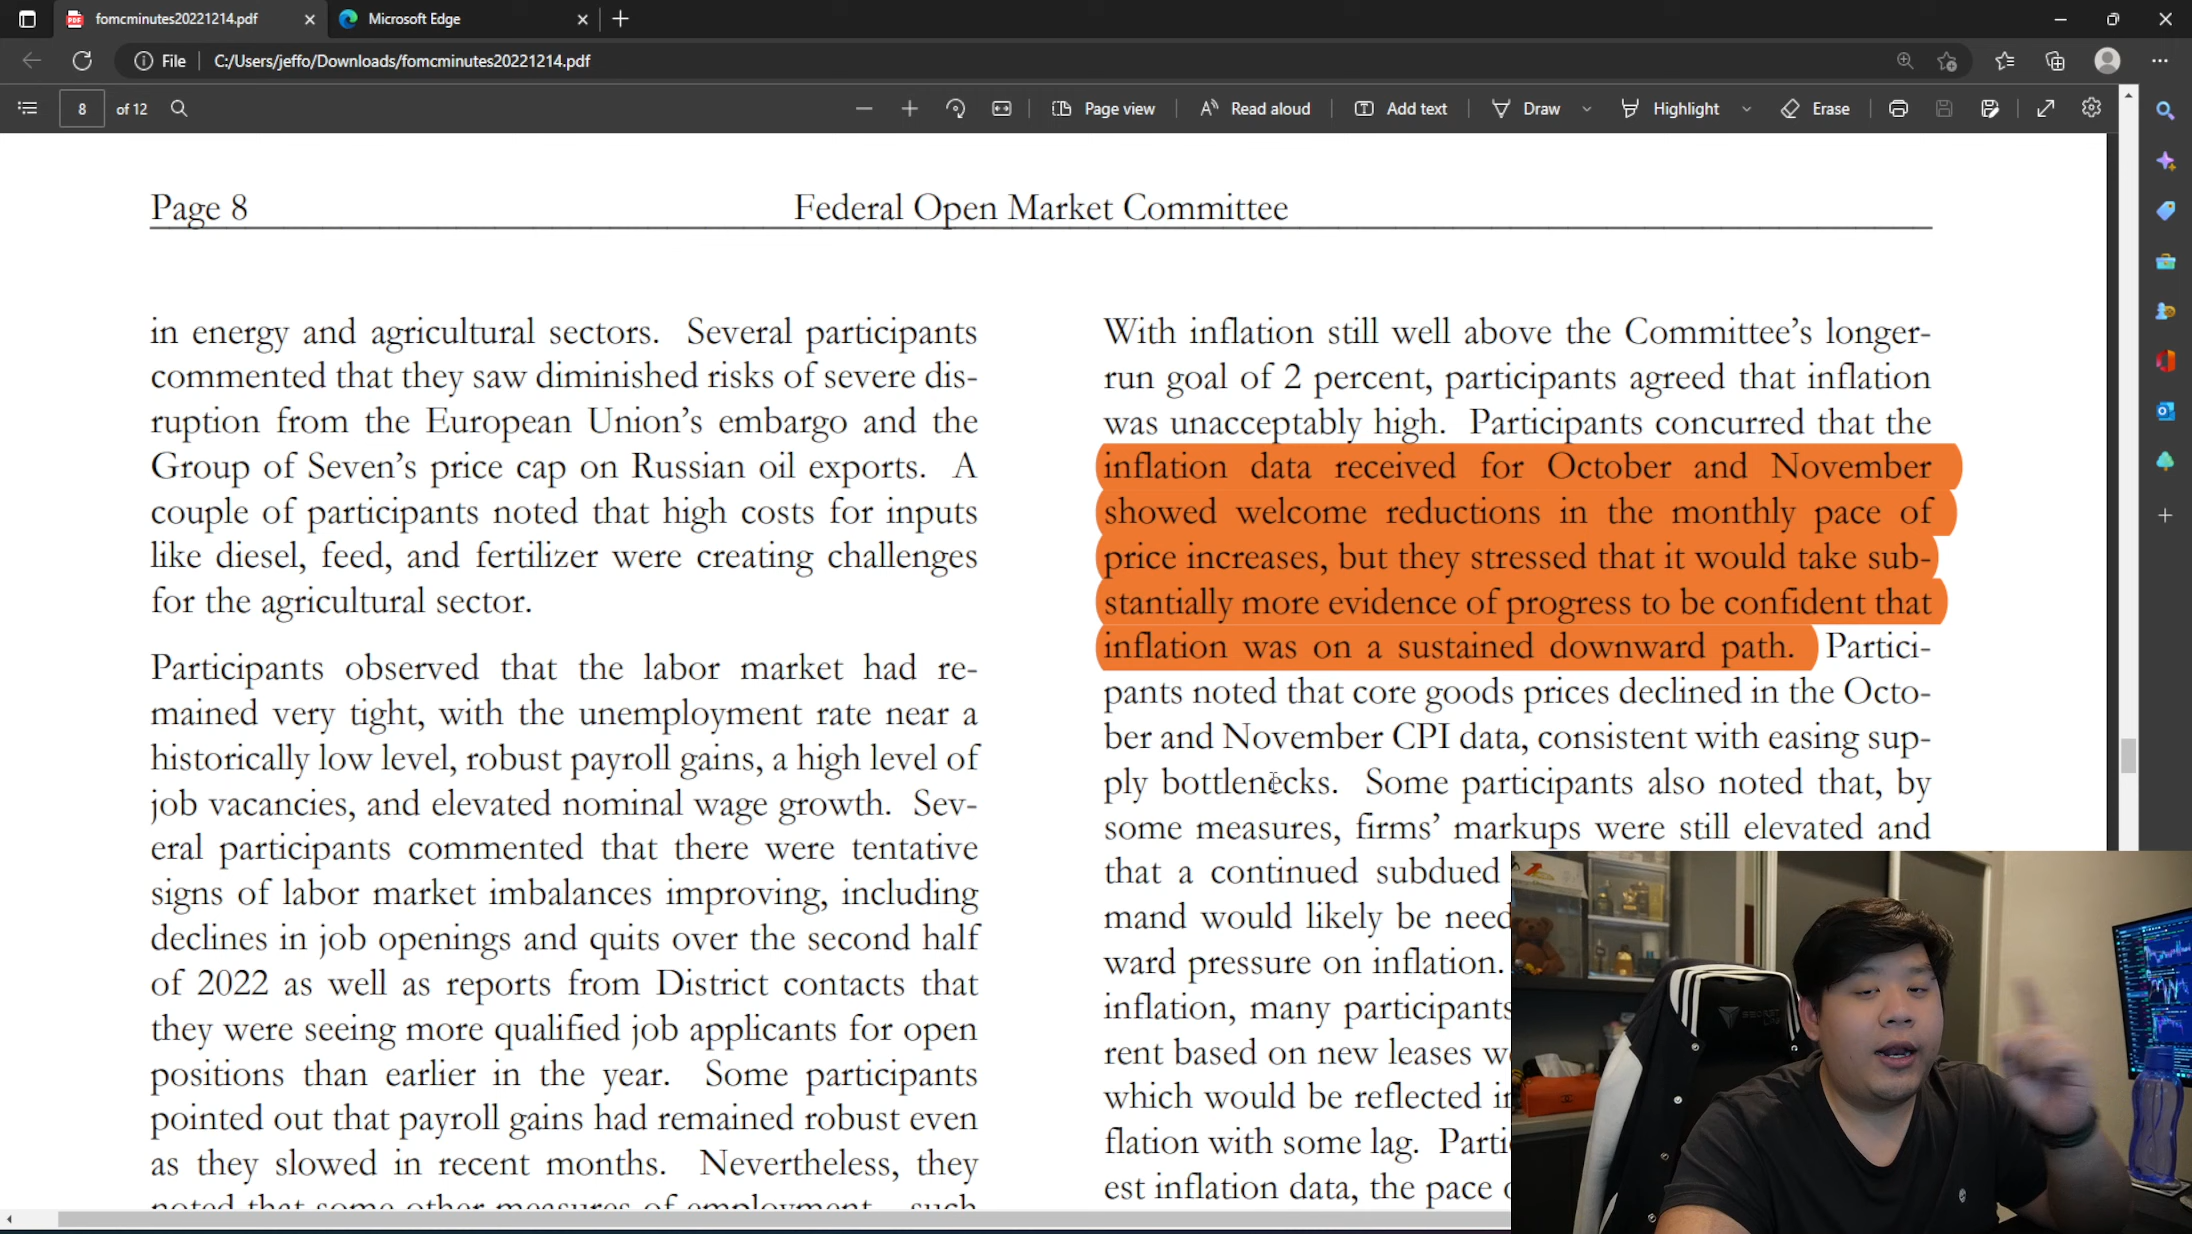 fomcminutes20221214.pdf
Microsoft Edge
File
C:/Users/jeffo/Downloads/fomcminutes20221214.pdf
8
of 12
Page view
Read aloud
Add text
Draw
Highlight
Erase
Page 8
Federal Open Market Committee
in energy and agricultural sectors. Several participants
commented that they saw diminished risks of severe dis-
ruption from the European Union's embargo and the
Group of Seven's price cap on Russian oil exports. A
couple of participants noted that high costs for inputs
like diesel, feed, and fertilizer were creating challenges
for the agricultural sector.
Participants observed that the labor market had re-
mained very tight, with the unemployment rate near a
historically low level, robust payroll gains, a high level of
job vacancies, and elevated nominal wage growth. Sev-
eral participants commented that there were tentative
signs of labor market imbalances improving, including
declines in job openings and quits over the second half
of 2022 as well as reports from District contacts that
they were seeing more qualified job applicants for open
positions than earlier in the year. Some participants
pointed out that payroll gains had remained robust even
as they slowed in recent months. Nevertheless, they
noted that some other measures of employment such
With inflation still well above the Committee's longer-
run goal of 2 percent, participants agreed that inflation
was unacceptably high. Participants concurred that the
inflation data received for October and November
showed welcome reductions in the monthly pace of
price increases, but they stressed that it would take sub-
stantially more evidence of progress to be confident that
inflation was on a sustained downward path. Partici-
pants noted that core goods prices declined in the Octo-
ber and November CPI data, consistent with easing sup-
ply bottlenecks. Some participants also noted that, by
some measures, firms' markups were still elevated and
that a continued subdued
mand would likely be need
ward pressure on inflation.
inflation, many participants
rent based on new leases w
which would be reflected in
flation with some lag. Parti
est inflation data, the pace